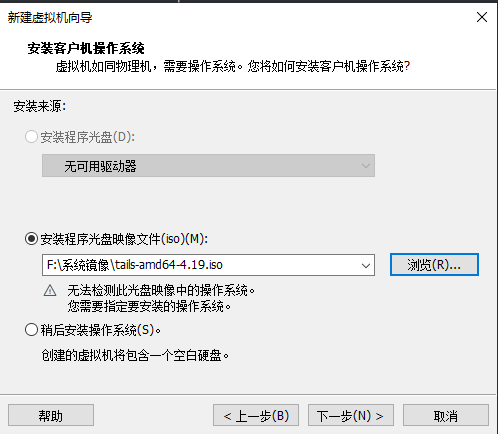 新建虚拟机向导
安装客户机操作系统
虚拟机如同物理机，需要操作系统。您将如何安装客户机操作系统?
安装来源:
安装程序光盘(D):
无可用驱动器
安装程序光盘映像文件(iso)(M):
F:\系统镜像\tails-amd64-4.19.iso
浏览(R)...
无法检测此光盘映像中的操作系统。
您需要指定要安装的操作系统。
稍后安装操作系统(S)。
创建的虚拟机将包含一个空白硬盘。
帮助
< 上一步(B)
下一步(N) >
取消